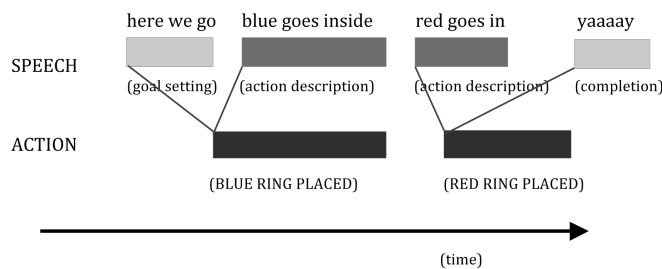 here we go blue goes inside red goes in yaaaay
SPEECH
(goal setting) (action description) (action description) (completion)
ACTION
(BLUE RING PLACED) (RED RING PLACED)
(time)